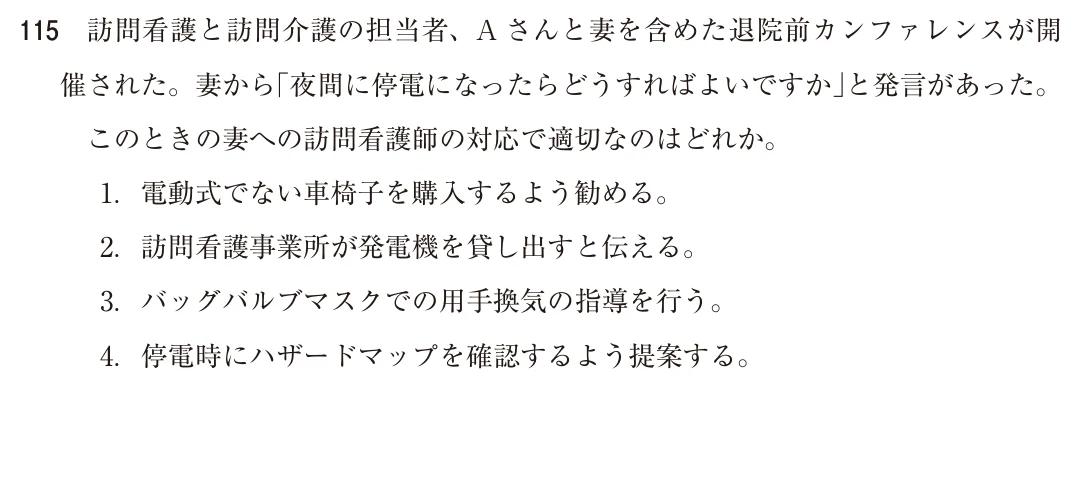 115 訪問看護と訪問介護の担当者、A さんと妻を含めた退院前カンファレンスが開
催された。妻から「夜間に停電になったらどうすればよいですか」と発言があった。
このときの妻への訪問看護師の対応で適切なのはどれか。
1. 電動式でない車椅子を購入するよう勧める。
2. 訪問看護事業所が発電機を貸し出すと伝える。
3. バッグバルブマスクでの用手換気の指導を行う。
4. 停電時にハザードマップを確認するよう提案する。